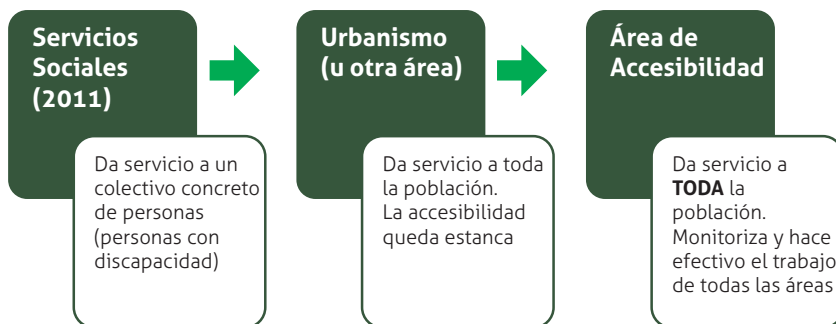 Servicios
Sociales
(2011)
Da servicio a un
colectivo concreto
de personas
(personas con
discapacidad)
Urbanismo
(u otra área)
Da servicio a toda
la población.
La accesibilidad
queda estanca
Área de
Accesibilidad
Da servicio a
TODA la
población.
Monitoriza y hace
efectivo el trabajo
de todas las áreas